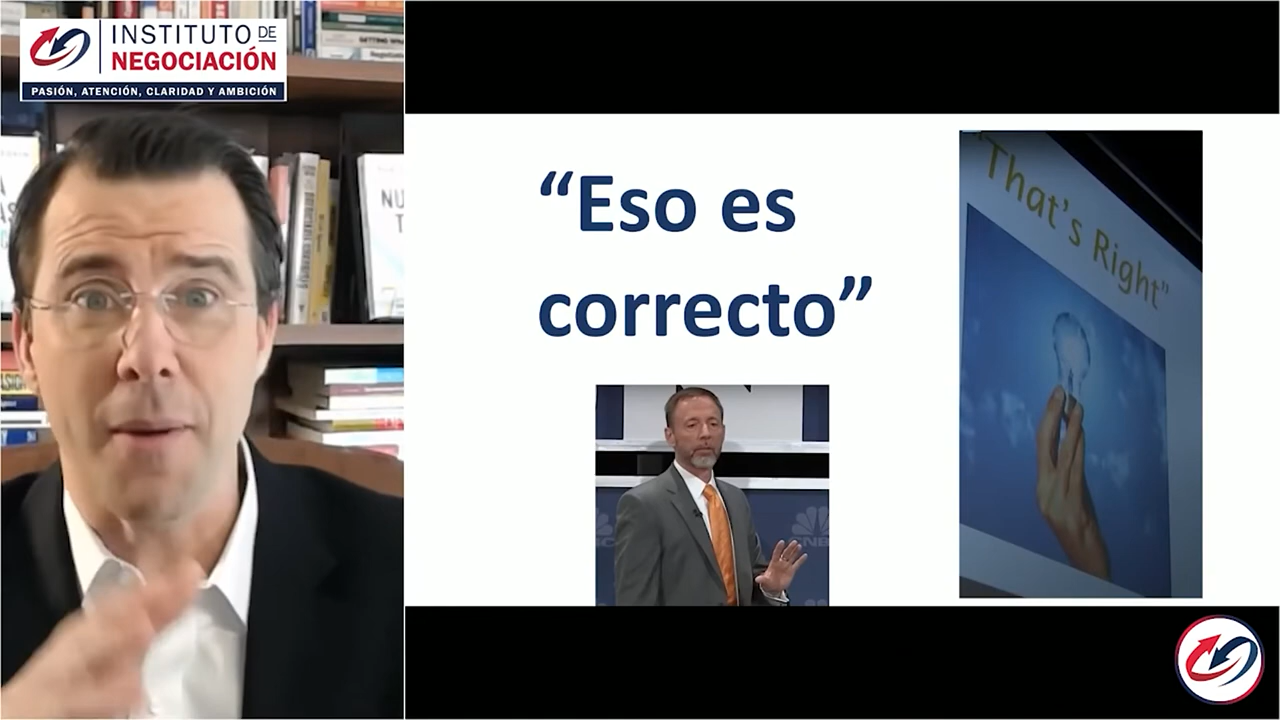 INSTITUTO DE
NEGOCIACIÓN
PASIÓN, ATENCIÓN, CLARIDAD Y AMBICIÓN
“Eso es
correcto”
"That's Right"